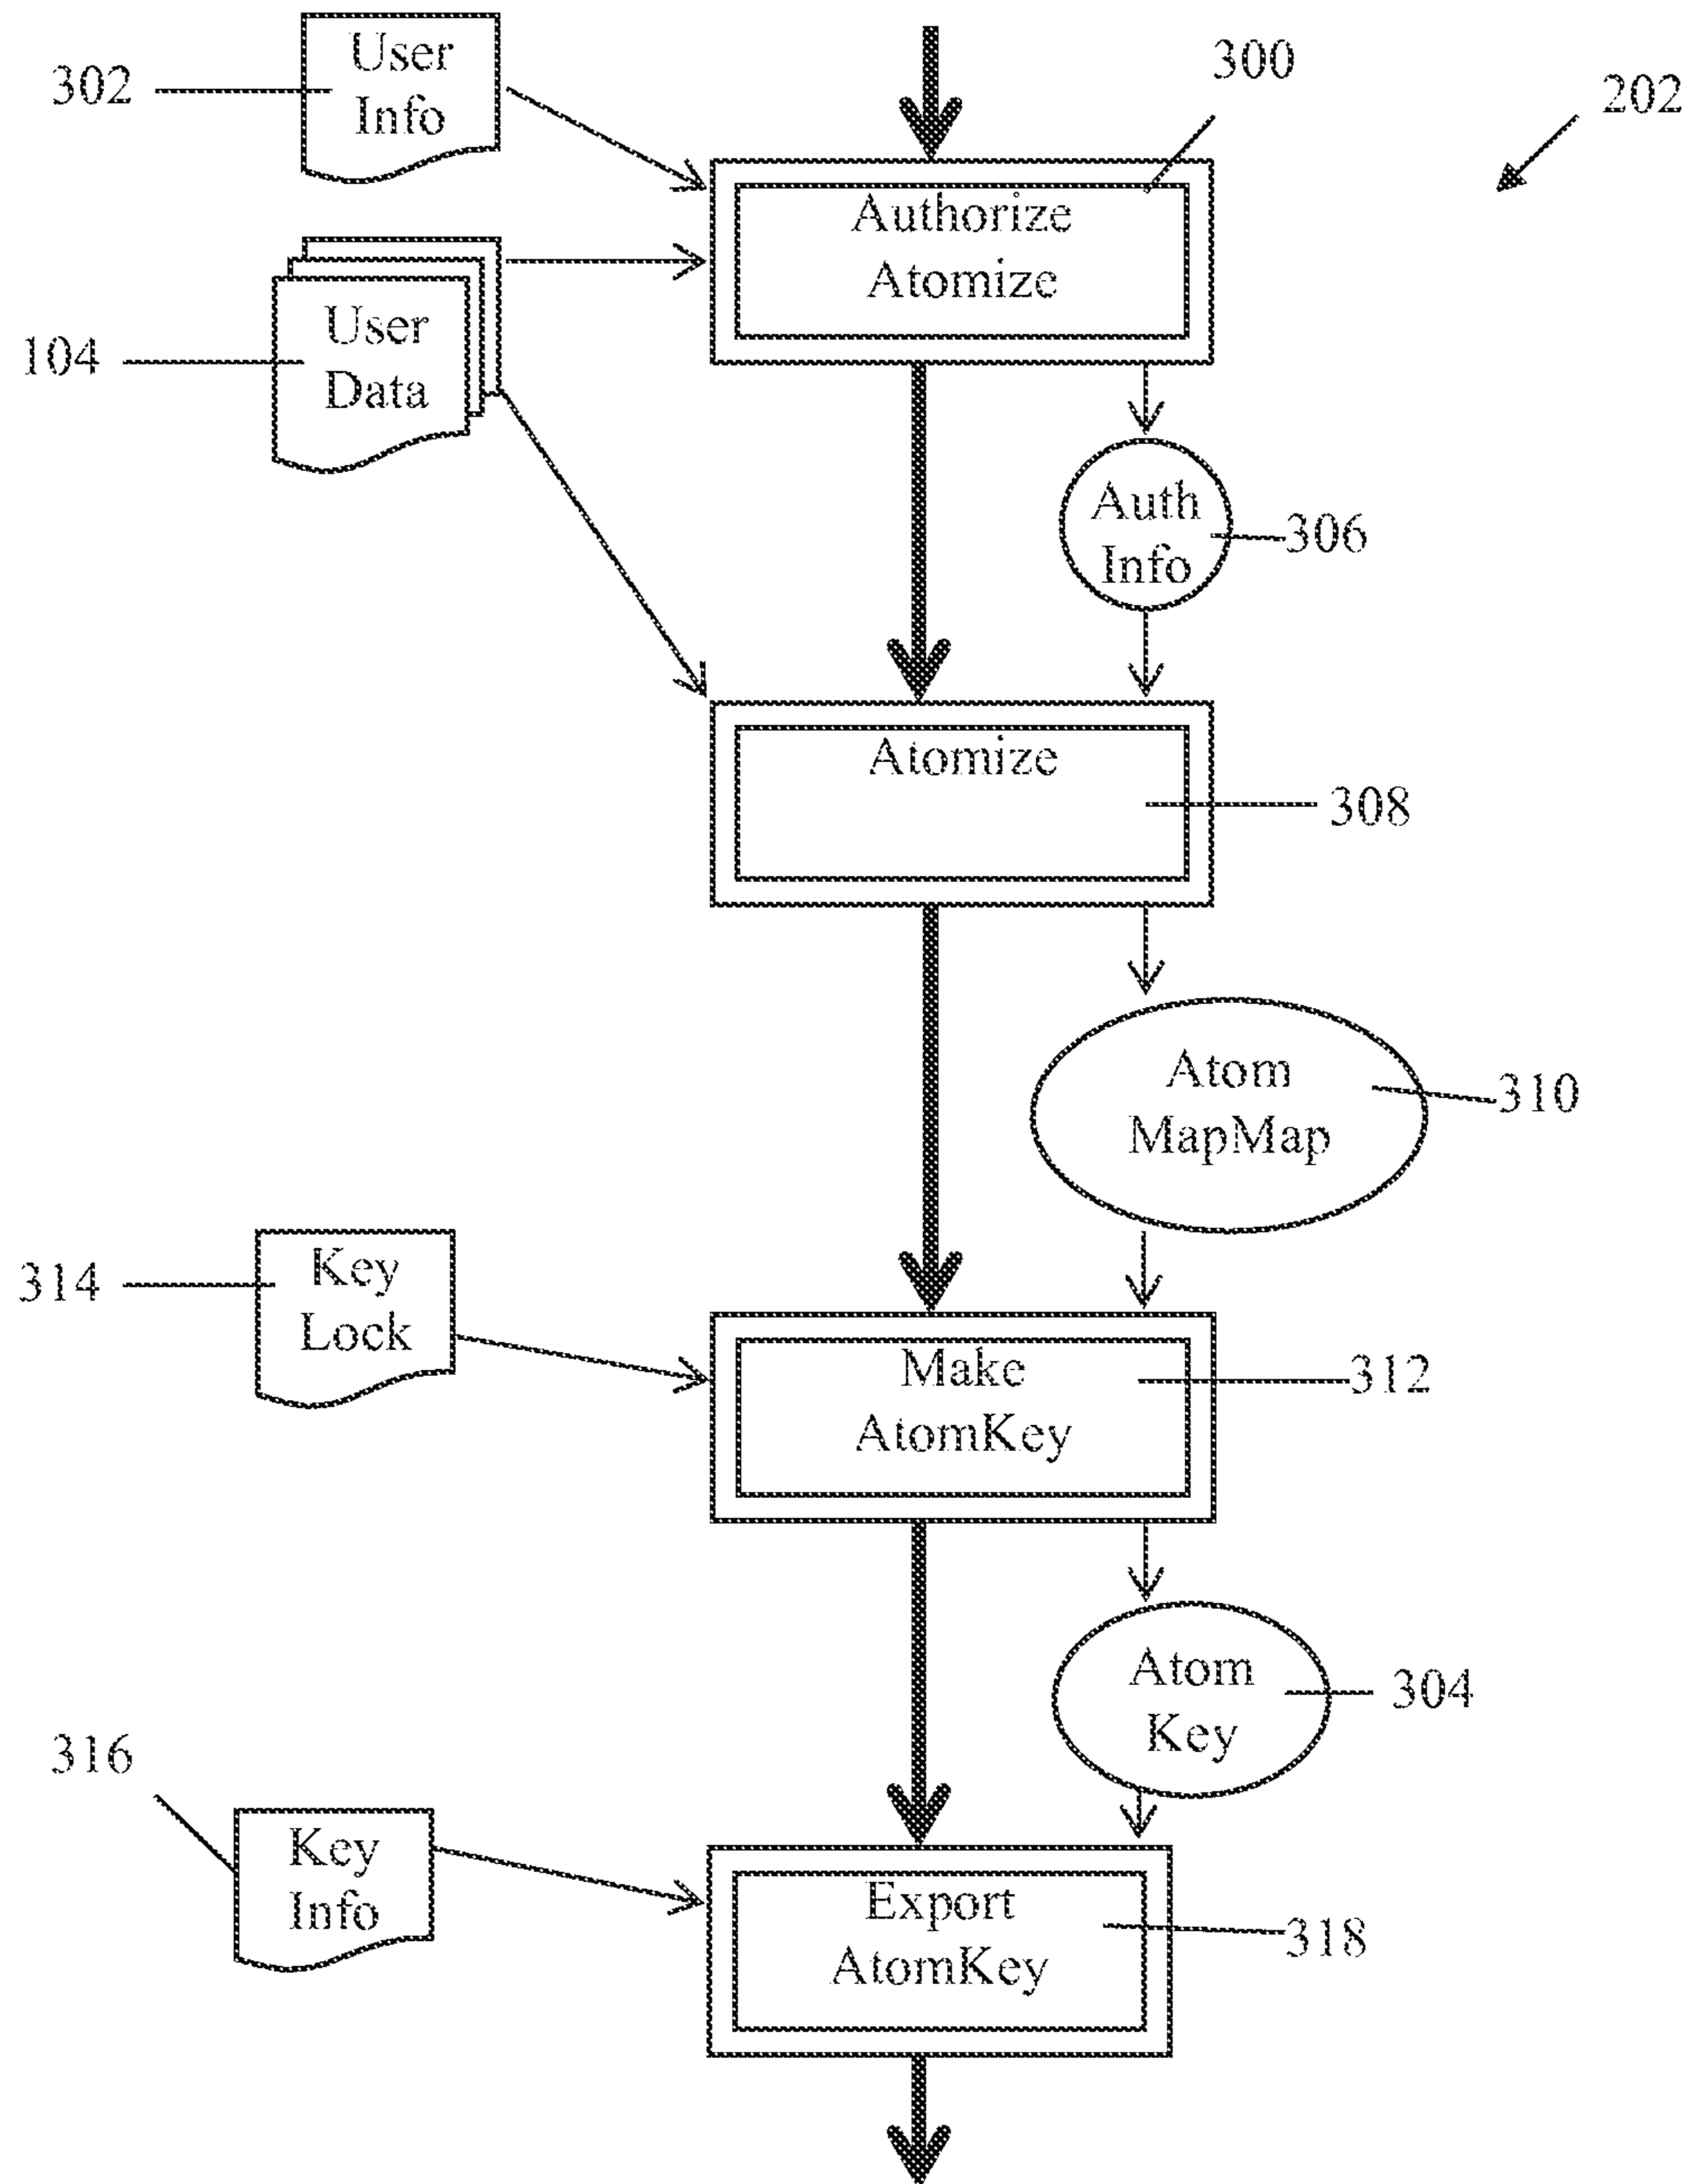 302
User
Info
300
202
Authorize
Atomize
104
User
Data
Auth
Info
306
Atomize
308
Atom
MapMap
310
314
Key
Lock
Make
AtomKey
312
Atom
Key
304
316
Key
Info
Export
AtomKey
318